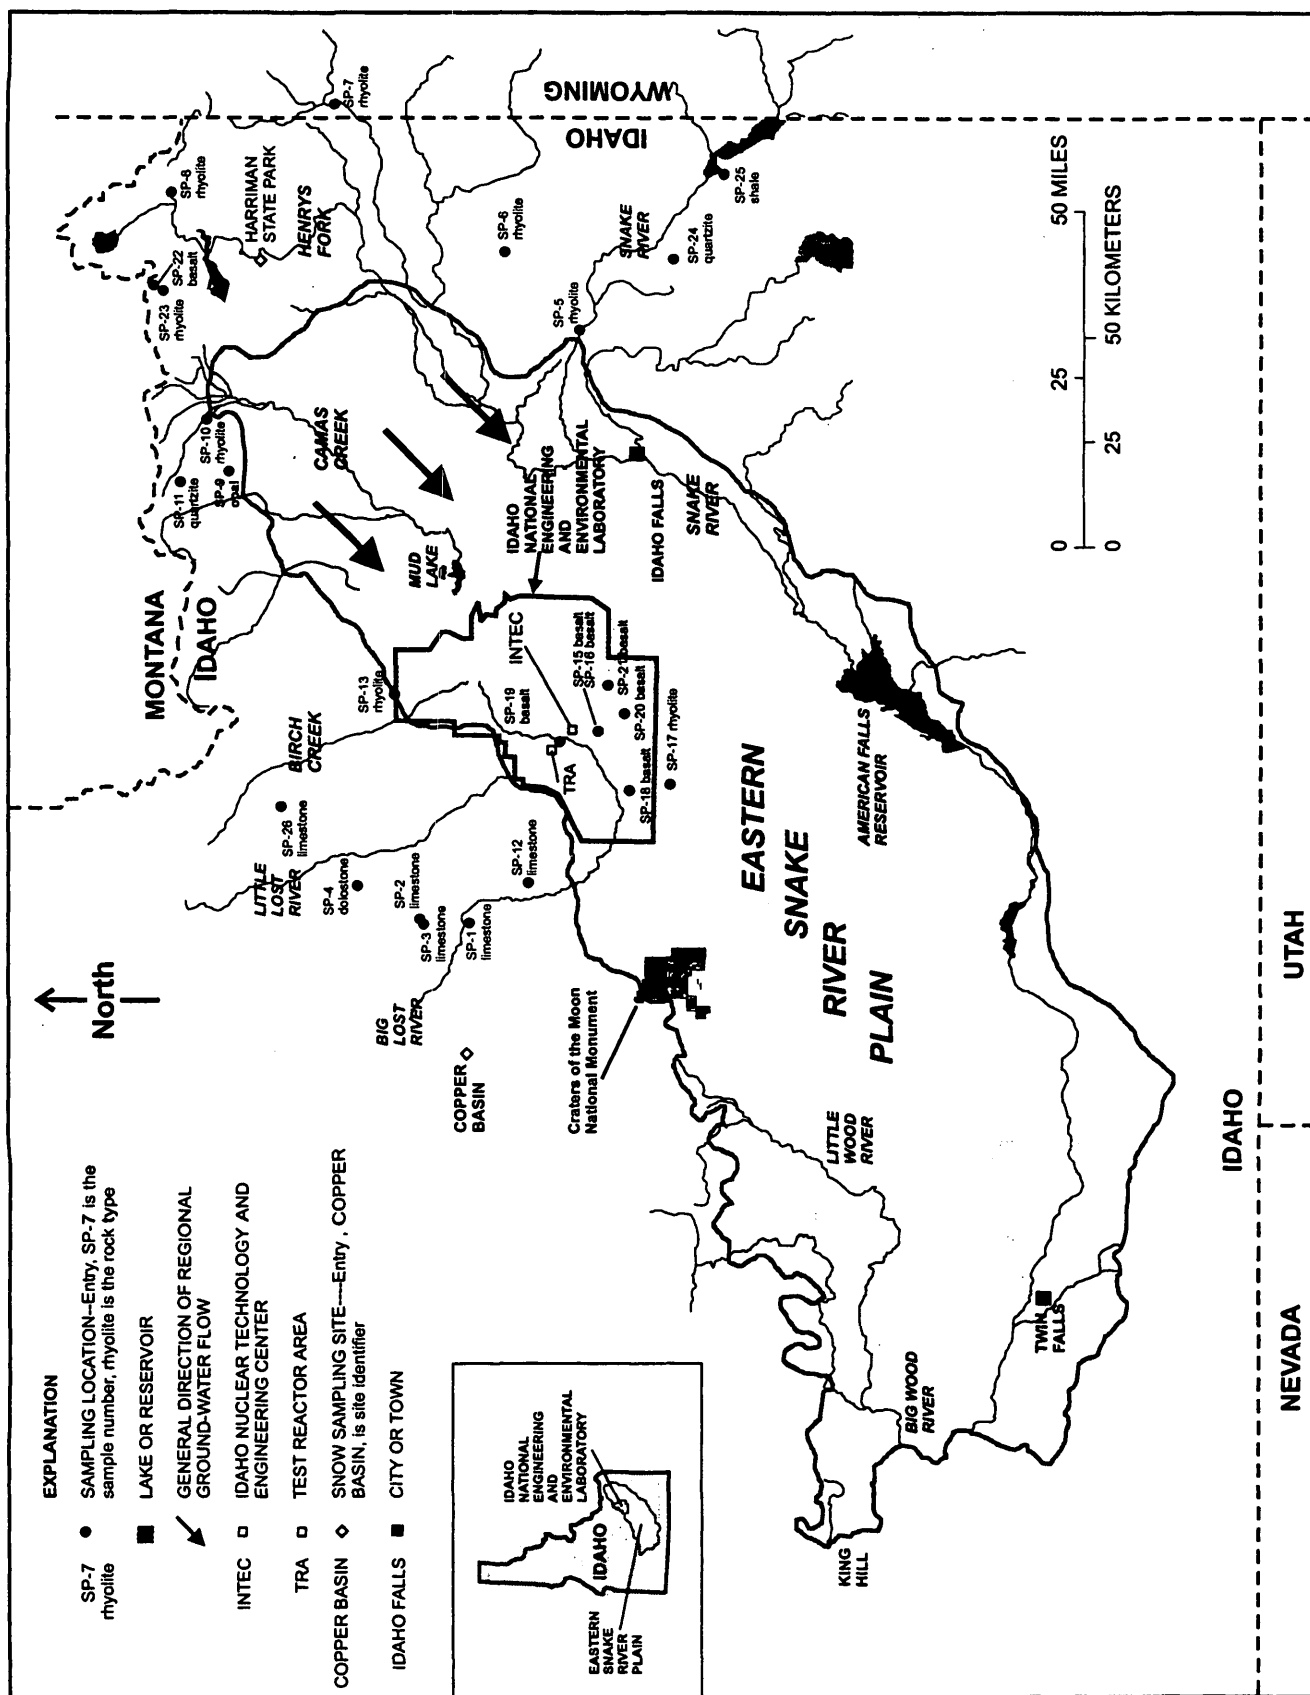 EXPLANATION
SP-7
rhyolite
SAMPLING LOCATION--Entry, SP-7 is the
sample number, rhyolite is the rock type
LAKE OR RESERVOIR
GENERAL DIRECTION OF REGIONAL
GROUND-WATER FLOW
INTEC
IDAHO NUCLEAR TECHNOLOGY AND
ENGINEERING CENTER
TRA
TEST REACTOR AREA
COPPER BASIN
SNOW SAMPLING SITE----Entry, COPPER
BASIN, is site identifier
IDAHO FALLS
CITY OR TOWN
IDAHO
NATIONAL
ENGINEERING
AND
ENVIRONMENTAL
LABORATORY
IDAHO
EASTERN
SNAKE
RIVER
PLAIN
North
MONTANA
IDAHO
BIRCH
CREEK
LITTLE
LOST
RIVER
SP-26
limestone
SP-4
dolostone
SP-2
limestone
SP-3
limestone
SP-1
limestone
SP-12
limestone
BIG
LOST
RIVER
COPPER
BASIN
Craters of the Moon
National Monument
SP-13
rhyolite
SP-11
quartzite
SP-9
opal
SP-10
rhyolite
SP-23
rhyolite
SP-22
basalt
SP-8
rhyolite
HARRIMAN
STATE PARK
HENRYS
FORK
SP-7
rhyolite
CAMAS
CREEK
MUD
LAKE
IDAHO
NATIONAL
ENGINEERING
AND
ENVIRONMENTAL
LABORATORY
INTEC
SP-19
basalt
TRA
SP-15 basalt
SP-16 basalt
SP-21 basalt
SP-20 basalt
SP-18 basalt
SP-17 rhyolite
IDAHO FALLS
SNAKE
RIVER
SP-5
rhyolite
SP-6
rhyolite
SNAKE
RIVER
SP-24
quartzite
SP-25
shale
IDAHO
WYOMING
EASTERN
SNAKE
RIVER
PLAIN
AMERICAN FALLS
RESERVOIR
LITTLE
WOOD
RIVER
BIG WOOD
RIVER
KING
HILL
TWIN
FALLS
0
25
50 MILES
0
25
50 KILOMETERS
IDAHO
NEVADA
UTAH